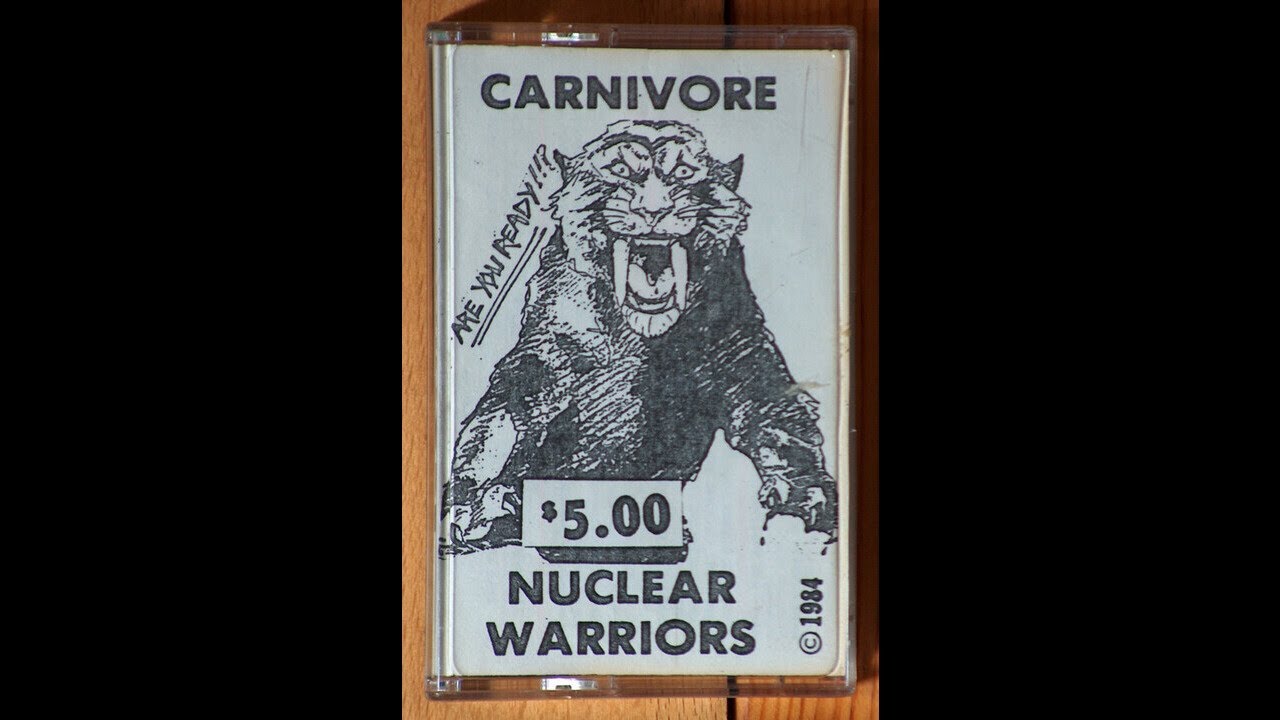 CARNIVORE
ARE YOU READY!!!?
$5.00
NUCLEAR
WARRIORS
© 1984